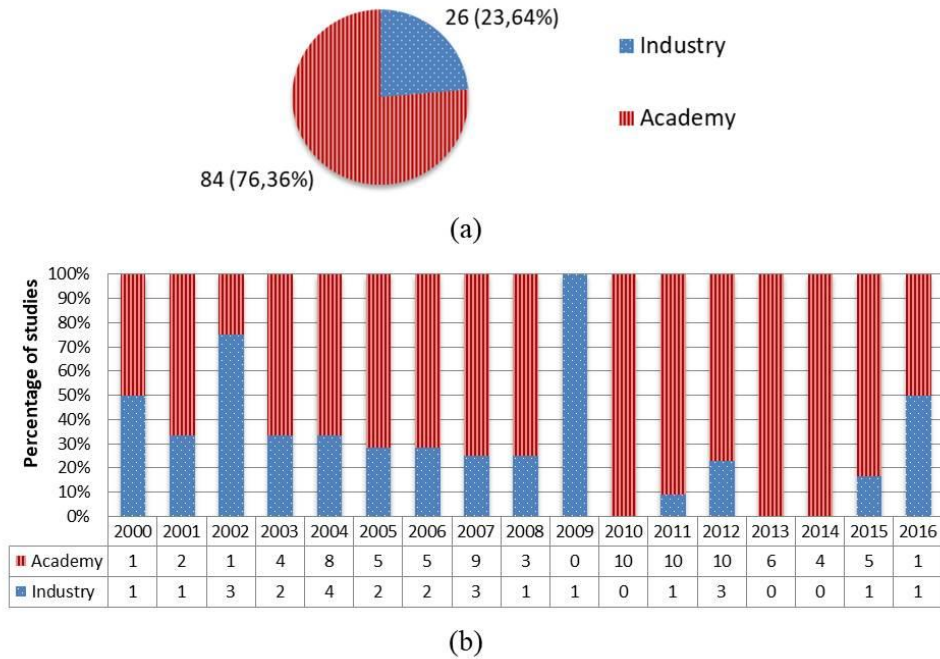 26 (23,64%)
Industry
Academy
84 (76,36%)
(a)
Percentage of studies
100%
90%
80%
70%
60%
50%
40%
30%
20%
10%
0%
2000 2001 2002 2003 2004 2005 2006 2007 2008 2009 2010 2011 2012 2013 2014 2015 2016
Academy 1 2 1 4 8 5 5 9 3 0 10 10 10 6 4 5 1
Industry 1 1 3 2 4 2 2 3 1 1 0 1 3 0 0 1 1
(b)